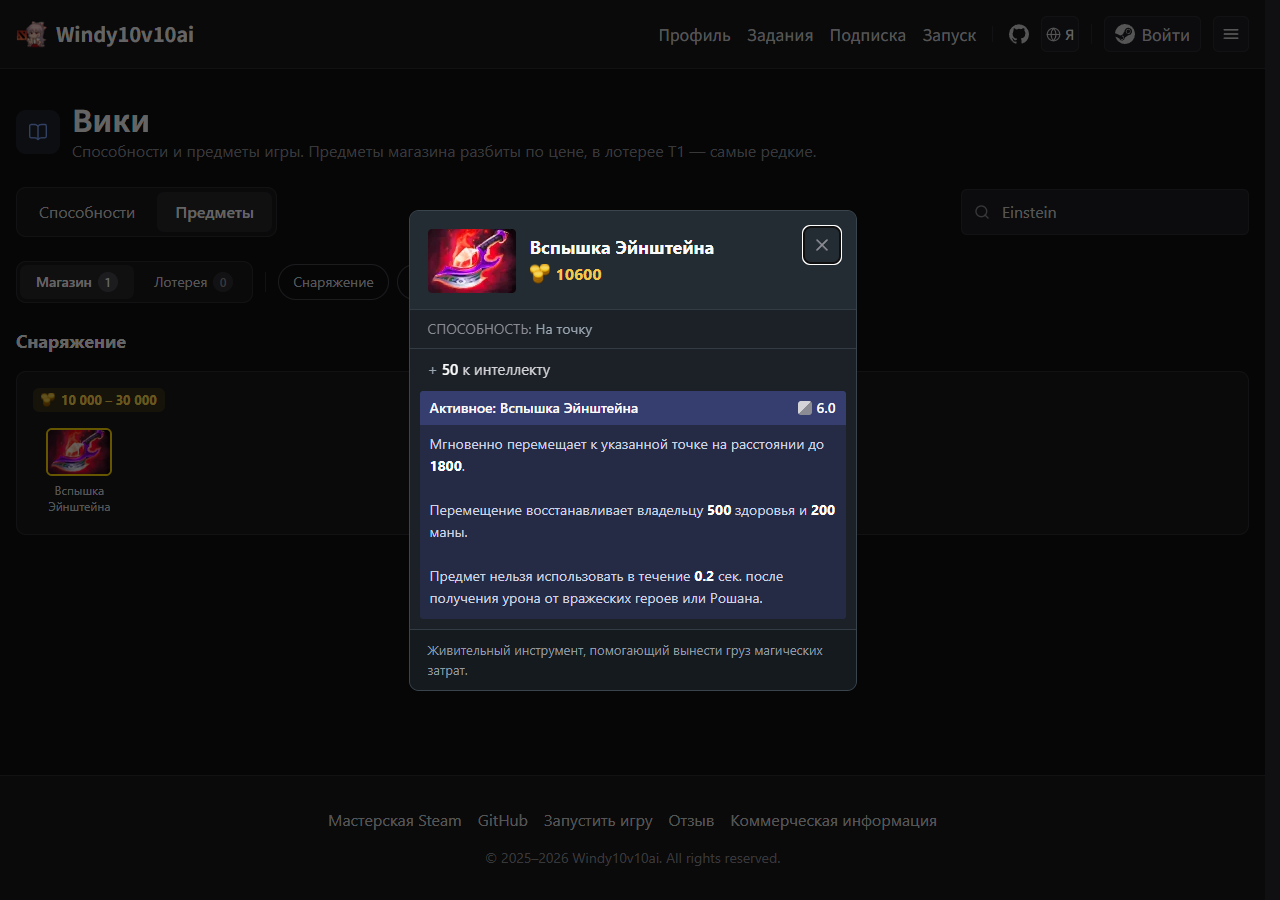 Windy10v10ai
Профиль Задания Подписка Запуск Я Войти
Вики
Способности и предметы игры. Предметы магазина разбиты по цене, в лотерее T1 — самые редкие.
Способности Предметы Einstein
Магазин 1 Лотерея 0 Снаряжение
Снаряжение
10 000 – 30 000
Вспышка
Эйнштейна
Вспышка Эйнштейна
10600
СПОСОБНОСТЬ: На точку
+ 50 к интеллекту
Активное: Вспышка Эйнштейна 6.0
Мгновенно перемещает к указанной точке на расстоянии до
1800.
Перемещение восстанавливает владельцу 500 здоровья и 200
маны.
Предмет нельзя использовать в течение 0.2 сек. после
получения урона от вражеских героев или Рошана.
Живительный инструмент, помогающий вынести груз магических
затрат.
Мастерская Steam GitHub Запустить игру Отзыв Коммерческая информация
© 2025–2026 Windy10v10ai. All rights reserved.